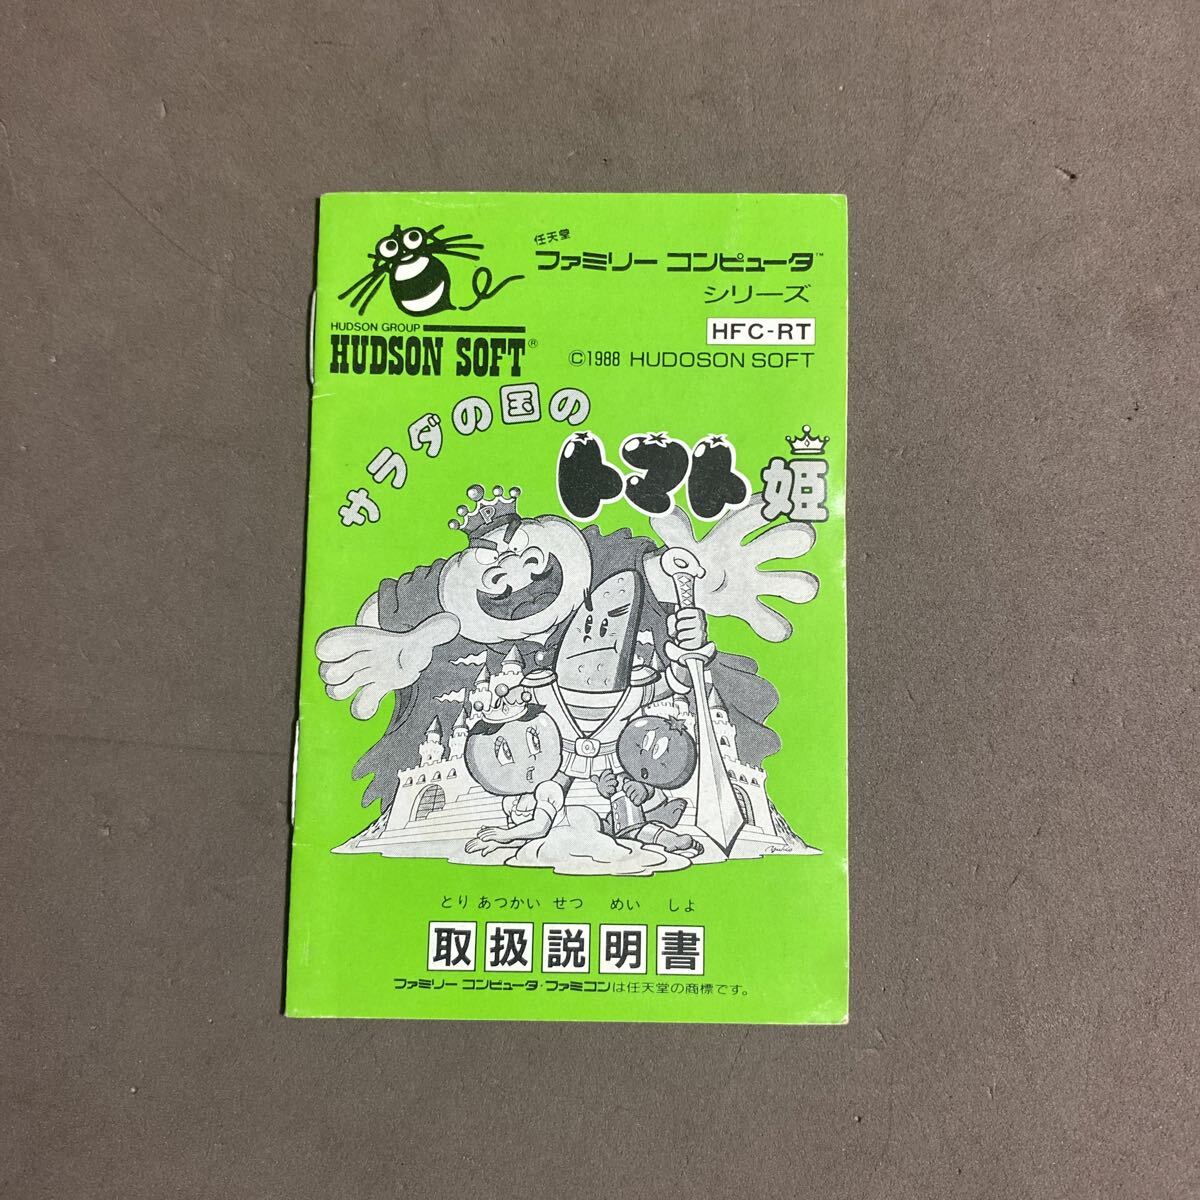 任天堂
ファミリー コンピュータ™
シリーズ
HFC-RT
©1988 HUDOSON SOFT
HUDSON GROUP
HUDSON SOFT®
サラダの国の
トマト姫
P
とり あつかい せつ めい しよ
取扱説明書
ファミリー コンピュータ・ファミコンは任天堂の商標です。